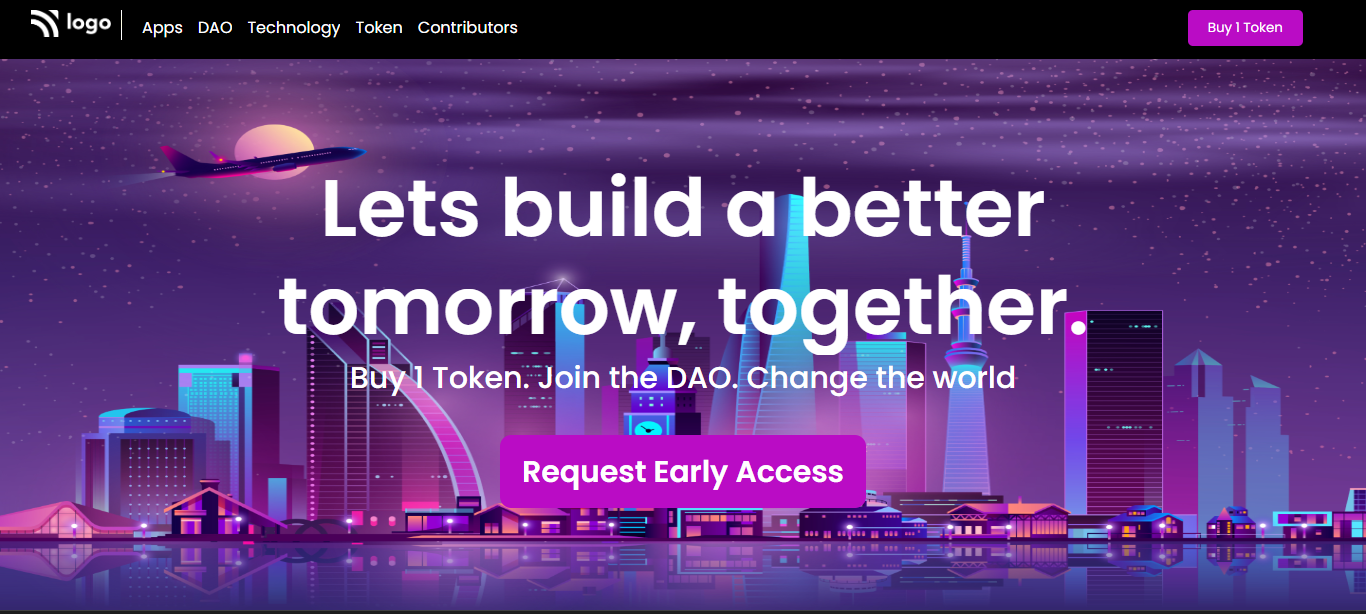 logo
Apps DAO Technology Token Contributors
Buy 1 Token
Lets build a better
tomorrow, together
Buy 1 Token. Join the DAO. Change the world
Request Early Access